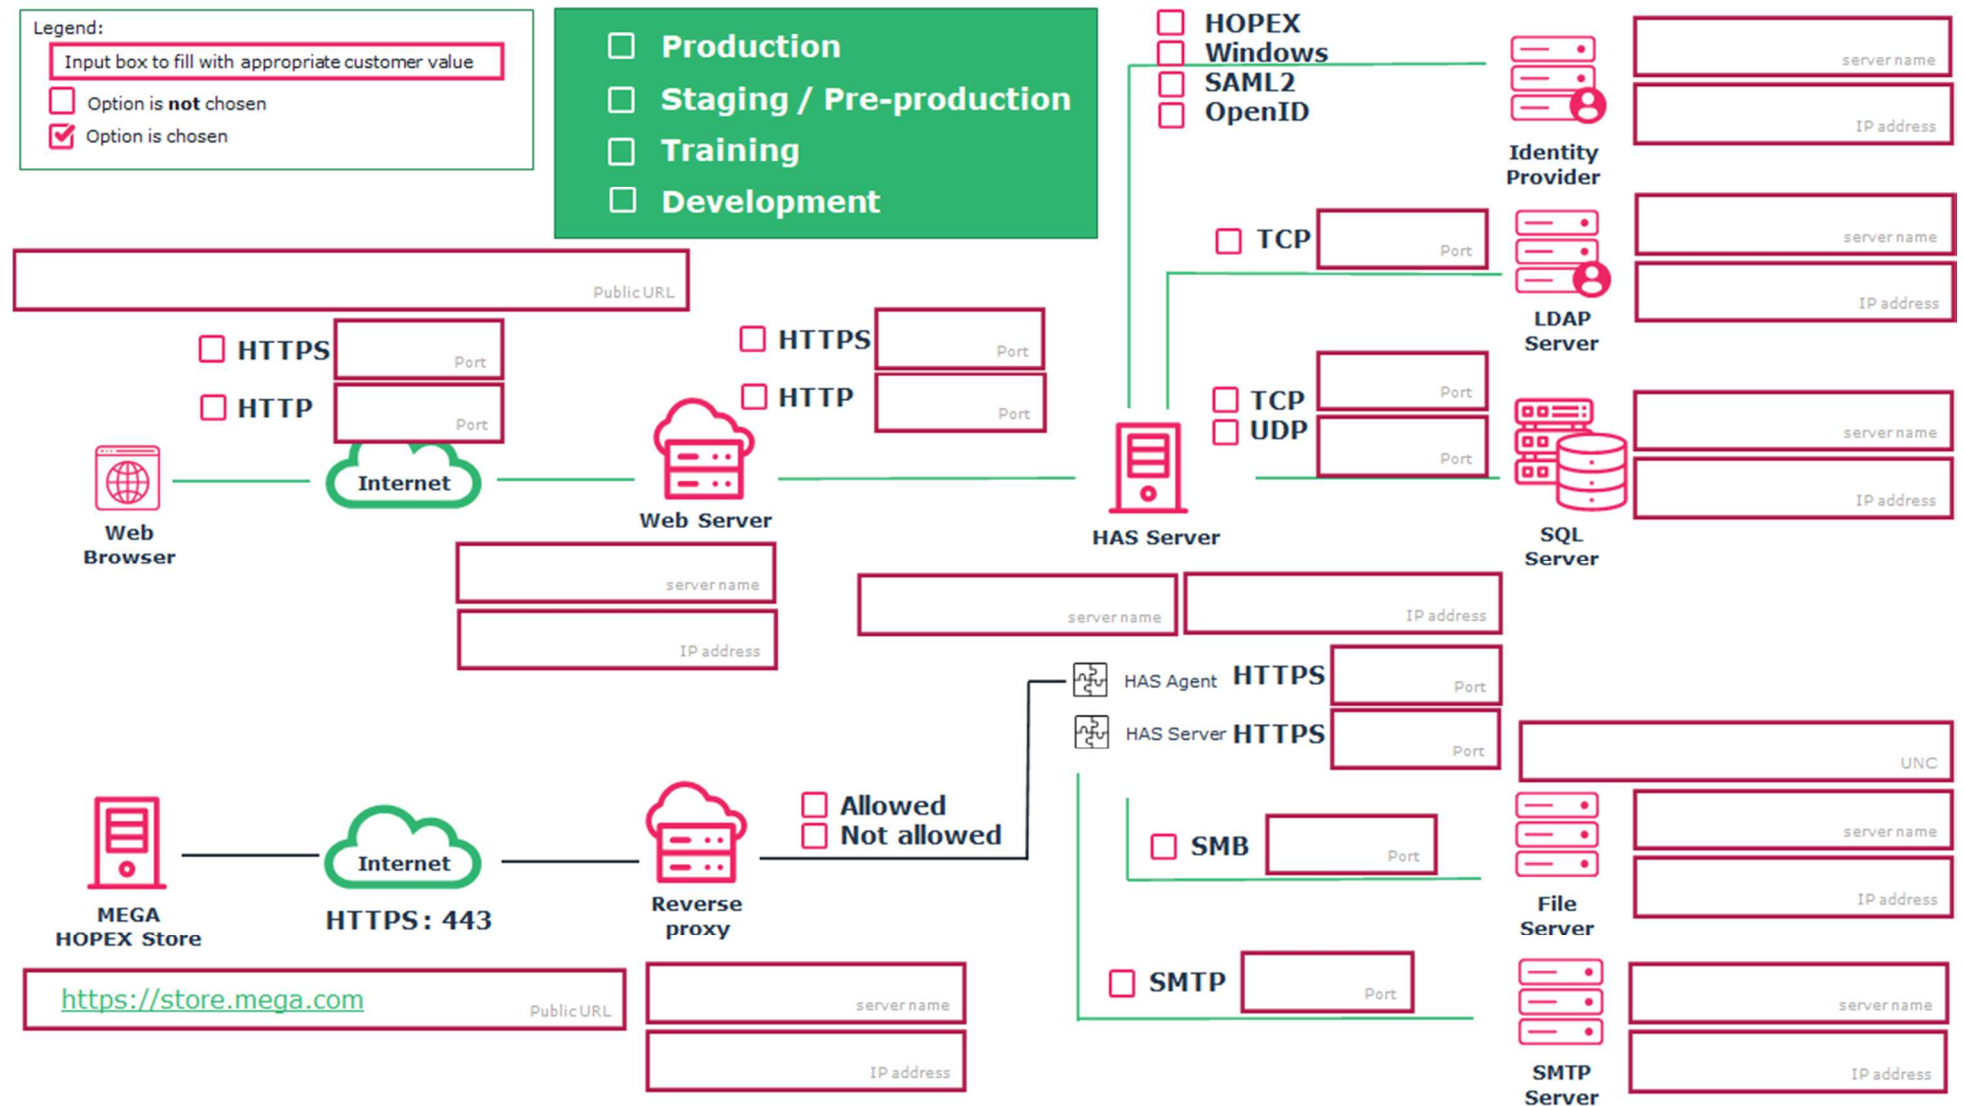 Legend:
Input box to fill with appropriate customer value
Option is not chosen
Option is chosen
Production
Staging / Pre-production
Training
Development
HOPEX
Windows
SAML2
OpenID
Identity
Provider
server name
IP address
TCP
Port
LDAP
Server
server name
IP address
Public URL
HTTPS
Port
HTTP
Port
HTTPS
Port
HTTP
Port
TCP
Port
UDP
Port
Web
Browser
Internet
Web Server
server name
IP address
HAS Server
server name
IP address
SQL
Server
server name
IP address
HAS Agent HTTPS
Port
HAS Server HTTPS
Port
MEGA
HOPEX Store
https://store.mega.com
Public URL
Internet
HTTPS: 443
Reverse
proxy
server name
IP address
Allowed
Not allowed
SMB
Port
UNC
File
Server
server name
IP address
SMTP
Port
SMTP
Server
server name
IP address